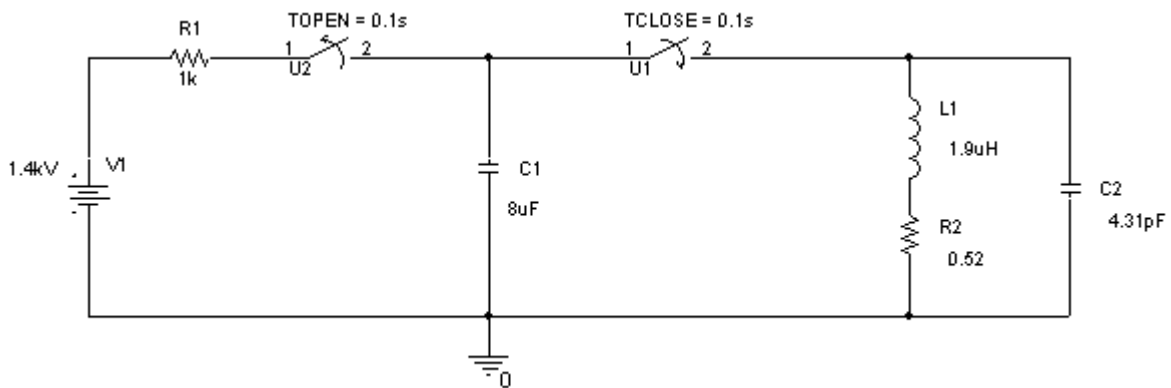 TOPEN = 0.1s
TCLOSE = 0.1s
R1
1k
1
2
U2
1
2
U1
1.4kV
V1
C1
8uF
L1
1.9uH
R2
0.52
C2
4.31pF
0